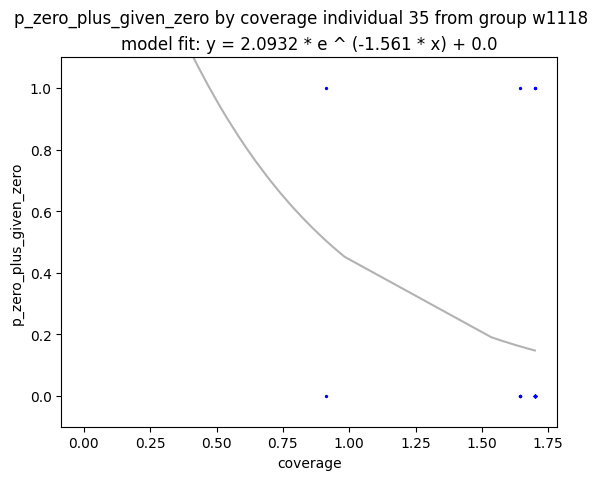 p_zero_plus_given_zero by coverage individual 35 from group w1118
model fit: y = 2.0932 * e ^ (-1.561 * x) + 0.0
1.0
0.8
0.6
0.4
0.2
0.0
p_zero_plus_given_zero
0.00 0.25 0.50 0.75 1.00 1.25 1.50 1.75
coverage